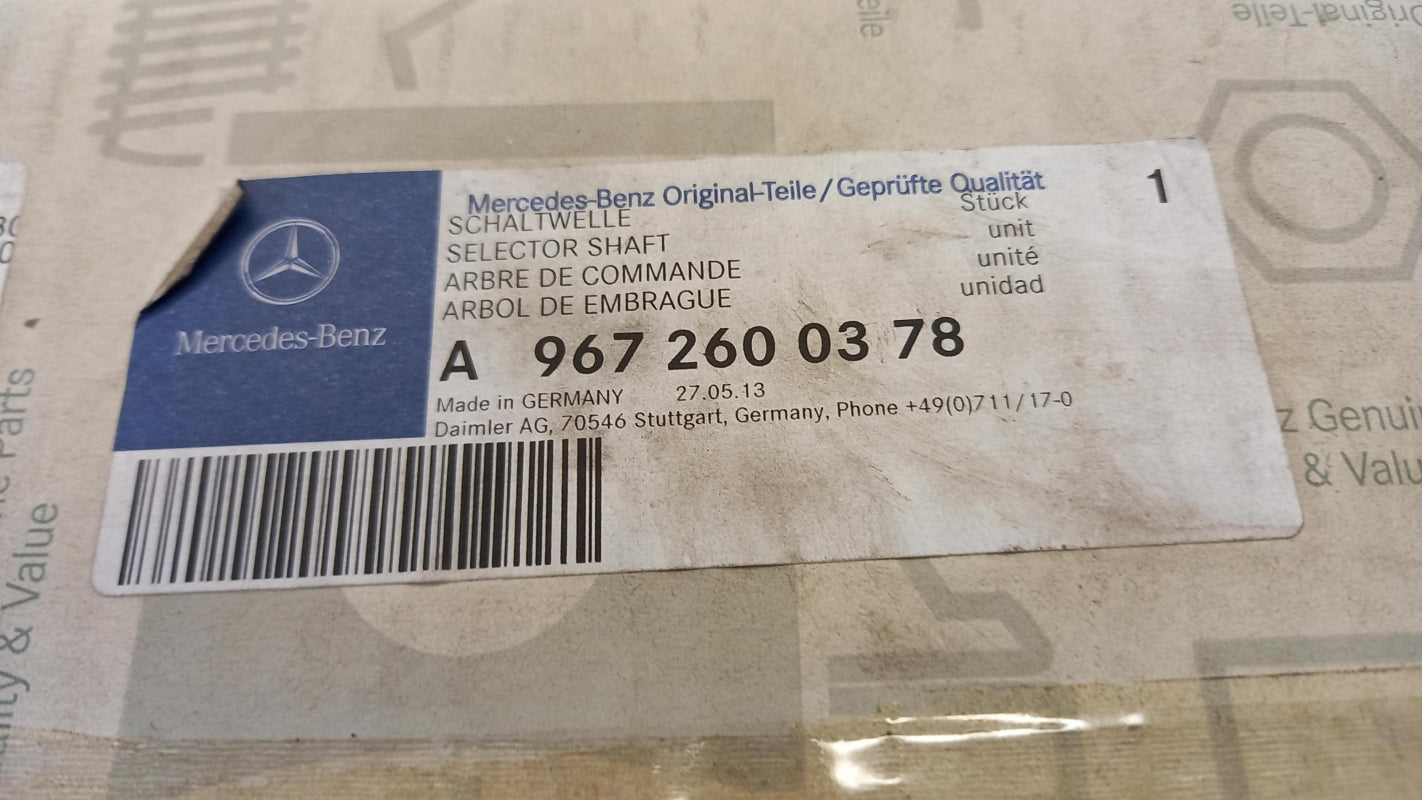 Original-Teile
eile
Mercedes-Benz Original-Teile/Geprüfte Qualität
SCHALTWELLE Stück 1
SELECTOR SHAFT unit
ARBRE DE COMMANDE unité
ARBOL DE EMBRAGUE unidad
Mercedes-Benz
A 967 260 03 78
Made in GERMANY 27.05.13
Daimler AG, 70546 Stuttgart, Germany, Phone +49(0)711/17-0
z Genui
& Valu
Parts
& Value